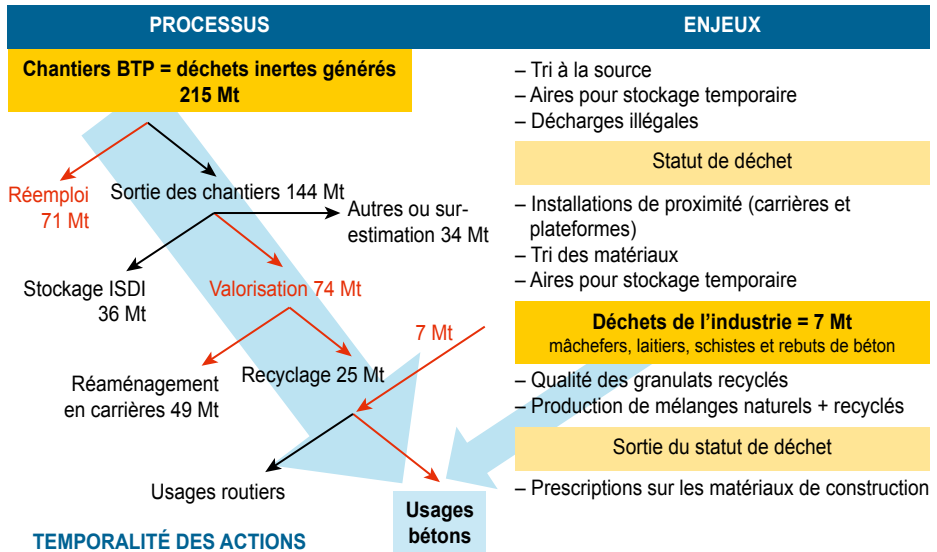 PROCESSUS
Chantiers BTP = déchets inertes générés
215 Mt
Réemploi
71 Mt
Sortie des chantiers 144 Mt
Autres ou sur-
estimation 34 Mt
Stockage ISDI
36 Mt
Valorisation 74 Mt
7 Mt
Réaménagement
en carrières 49 Mt
Recyclage 25 Mt
Usages routiers
Usages
bétons
TEMPORALITÉ DES ACTIONS
ENJEUX
– Tri à la source
– Aires pour stockage temporaire
– Décharges illégales
Statut de déchet
– Installations de proximité (carrières et
plateformes)
– Tri des matériaux
– Aires pour stockage temporaire
Déchets de l’industrie = 7 Mt
mâchefers, laitiers, schistes et rebuts de béton
– Qualité des granulats recyclés
– Production de mélanges naturels + recyclés
Sortie du statut de déchet
– Prescriptions sur les matériaux de construction